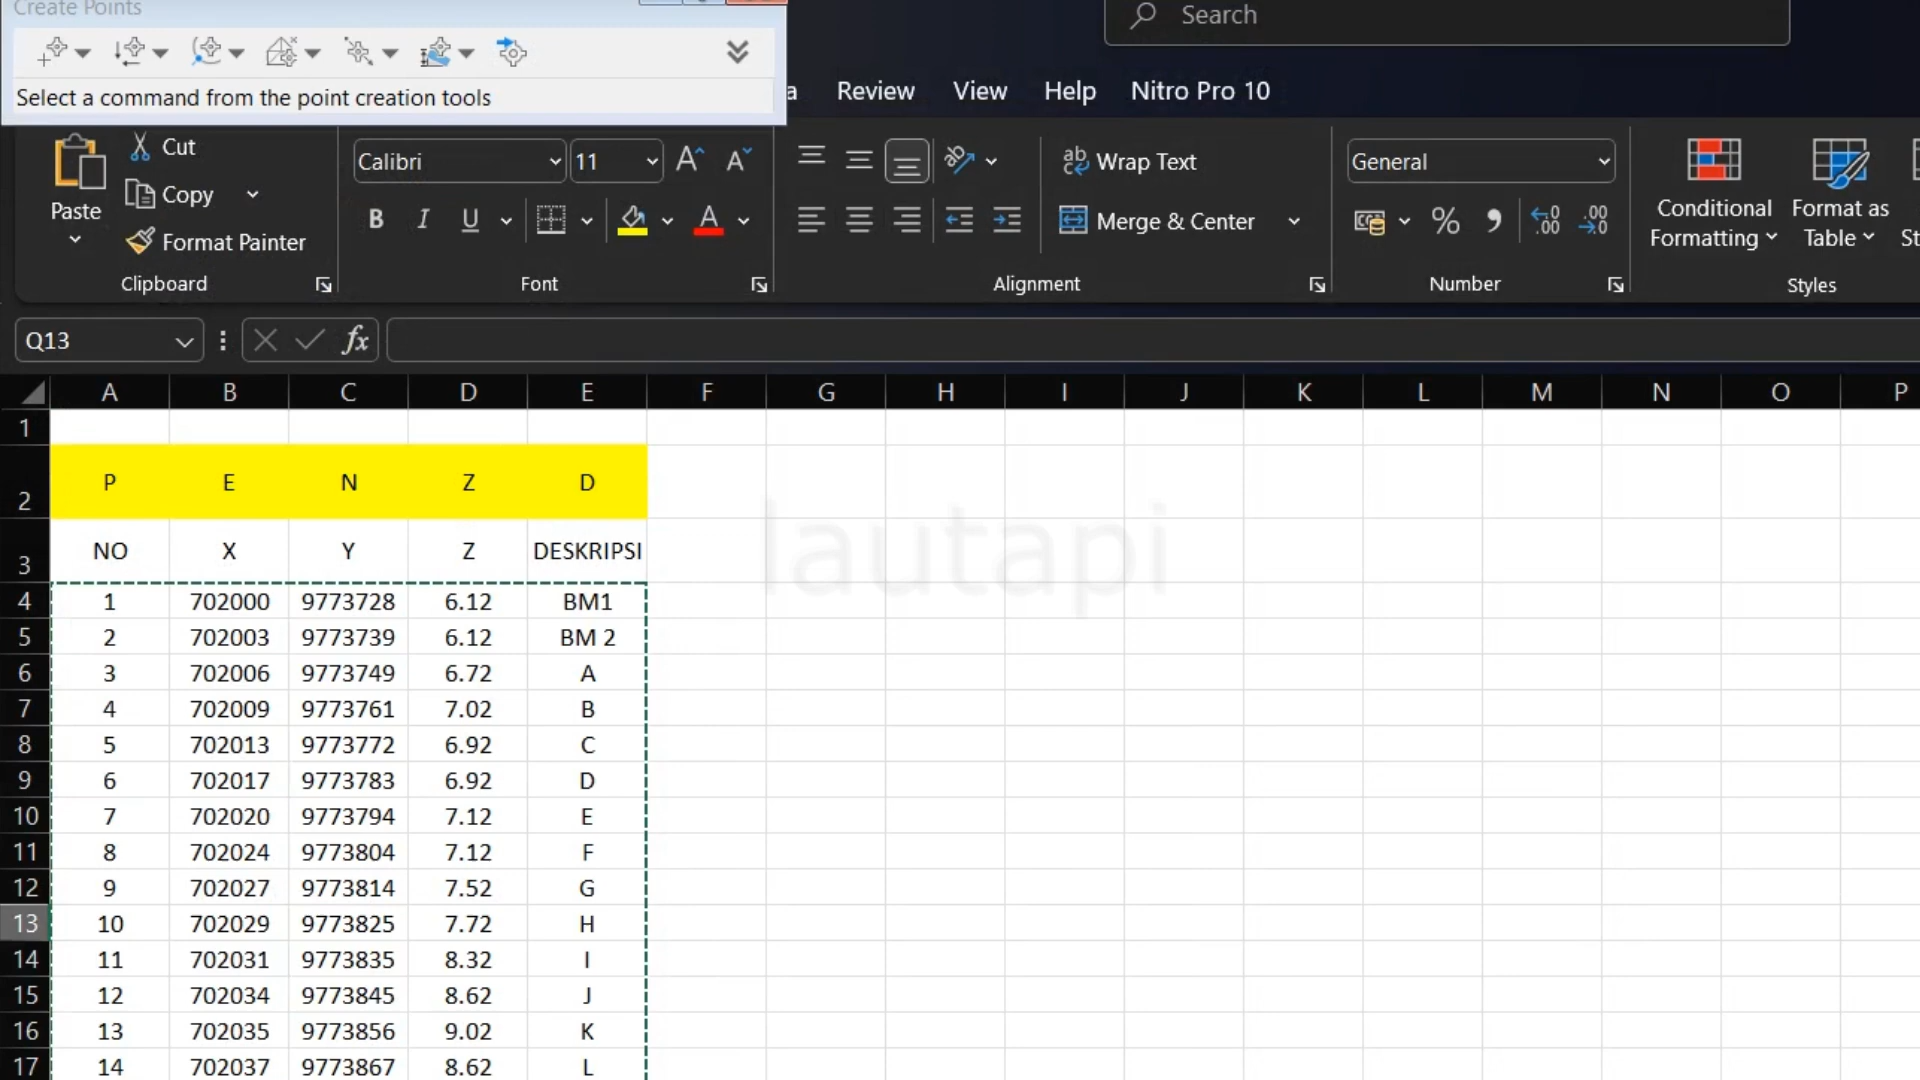 Create Points
Select a command from the point creation tools
Search
a Review View Help Nitro Pro 10
Paste
Cut
Copy
Format Painter
Clipboard
Calibri 11
B I U
Font
Wrap Text
Merge & Center
Alignment
General
Number
Conditional Formatting
Format as Table
St
Styles
Q13
fx
A B C D E F G H I J K L M N O P
1
2 P E N Z D
3 NO X Y Z DESKRIPSI
4 1 702000 9773728 6.12 BM1
5 2 702003 9773739 6.12 BM 2
6 3 702006 9773749 6.72 A
7 4 702009 9773761 7.02 B
8 5 702013 9773772 6.92 C
9 6 702017 9773783 6.92 D
10 7 702020 9773794 7.12 E
11 8 702024 9773804 7.12 F
12 9 702027 9773814 7.52 G
13 10 702029 9773825 7.72 H
14 11 702031 9773835 8.32 I
15 12 702034 9773845 8.62 J
16 13 702035 9773856 9.02 K
17 14 702037 9773867 8.62 L
lautapi